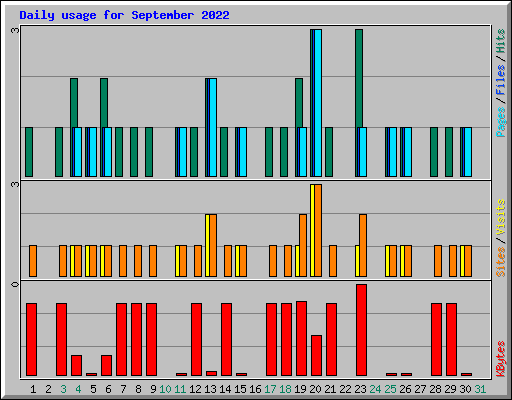 Daily usage for September 2022
3
Pages / Files / Hits
3
Sites / Visits
0
KBytes
1 2 3 4 5 6 7 8 9 10 11 12 13 14 15 16 17 18 19 20 21 22 23 24 25 26 27 28 29 30 31